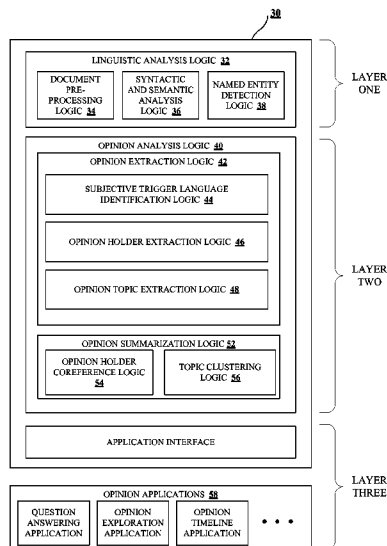 30
LINGUISTIC ANALYSIS LOGIC 32
DOCUMENT
PRE-
PROCESSING
LOGIC 34
SYNTACTIC
AND SEMANTIC
ANALYSIS
LOGIC 36
NAMED ENTITY
DETECTION
LOGIC 38
LAYER
ONE
OPINION ANALYSIS LOGIC 40
OPINION EXTRACTION LOGIC 42
SUBJECTIVE TRIGGER LANGUAGE
IDENTIFICATION LOGIC 44
OPINION HOLDER EXTRACTION LOGIC 46
OPINION TOPIC EXTRACTION LOGIC 48
LAYER
TWO
OPINION SUMMARIZATION LOGIC 52
OPINION HOLDER
COREFERENCE LOGIC
54
TOPIC CLUSTERING
LOGIC 56
APPLICATION INTERFACE
LAYER
THREE
OPINION APPLICATIONS 58
QUESTION
ANSWERING
APPLICATION
OPINION
EXPLORATION
APPLICATION
OPINION
TIMELINE
APPLICATION
• • •